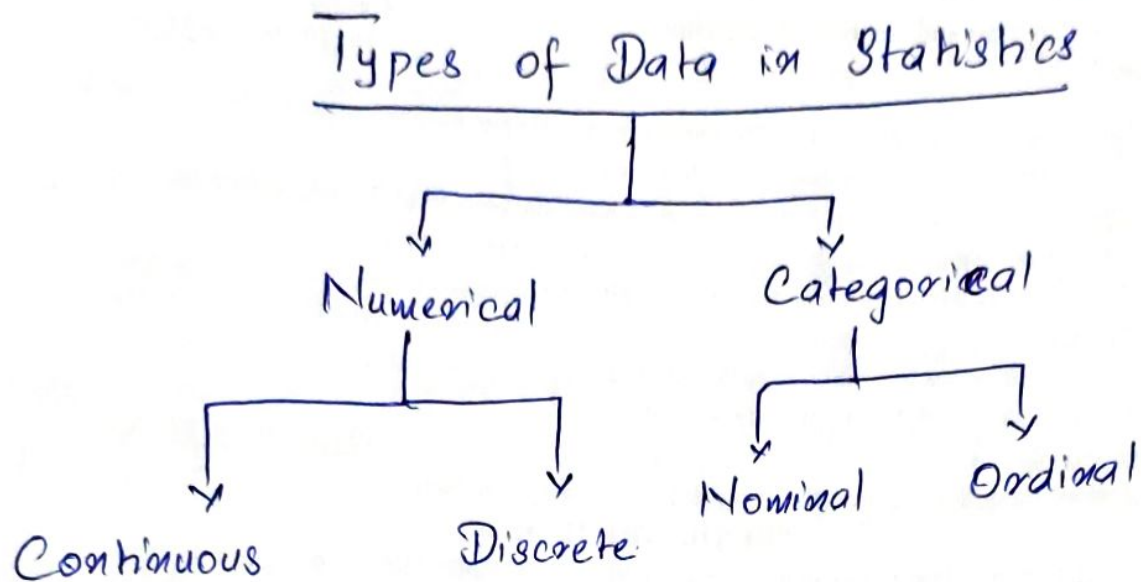 Types of Data in Statistics
Numerical
Categorical
Continuous
Discrete
Nominal
Ordinal